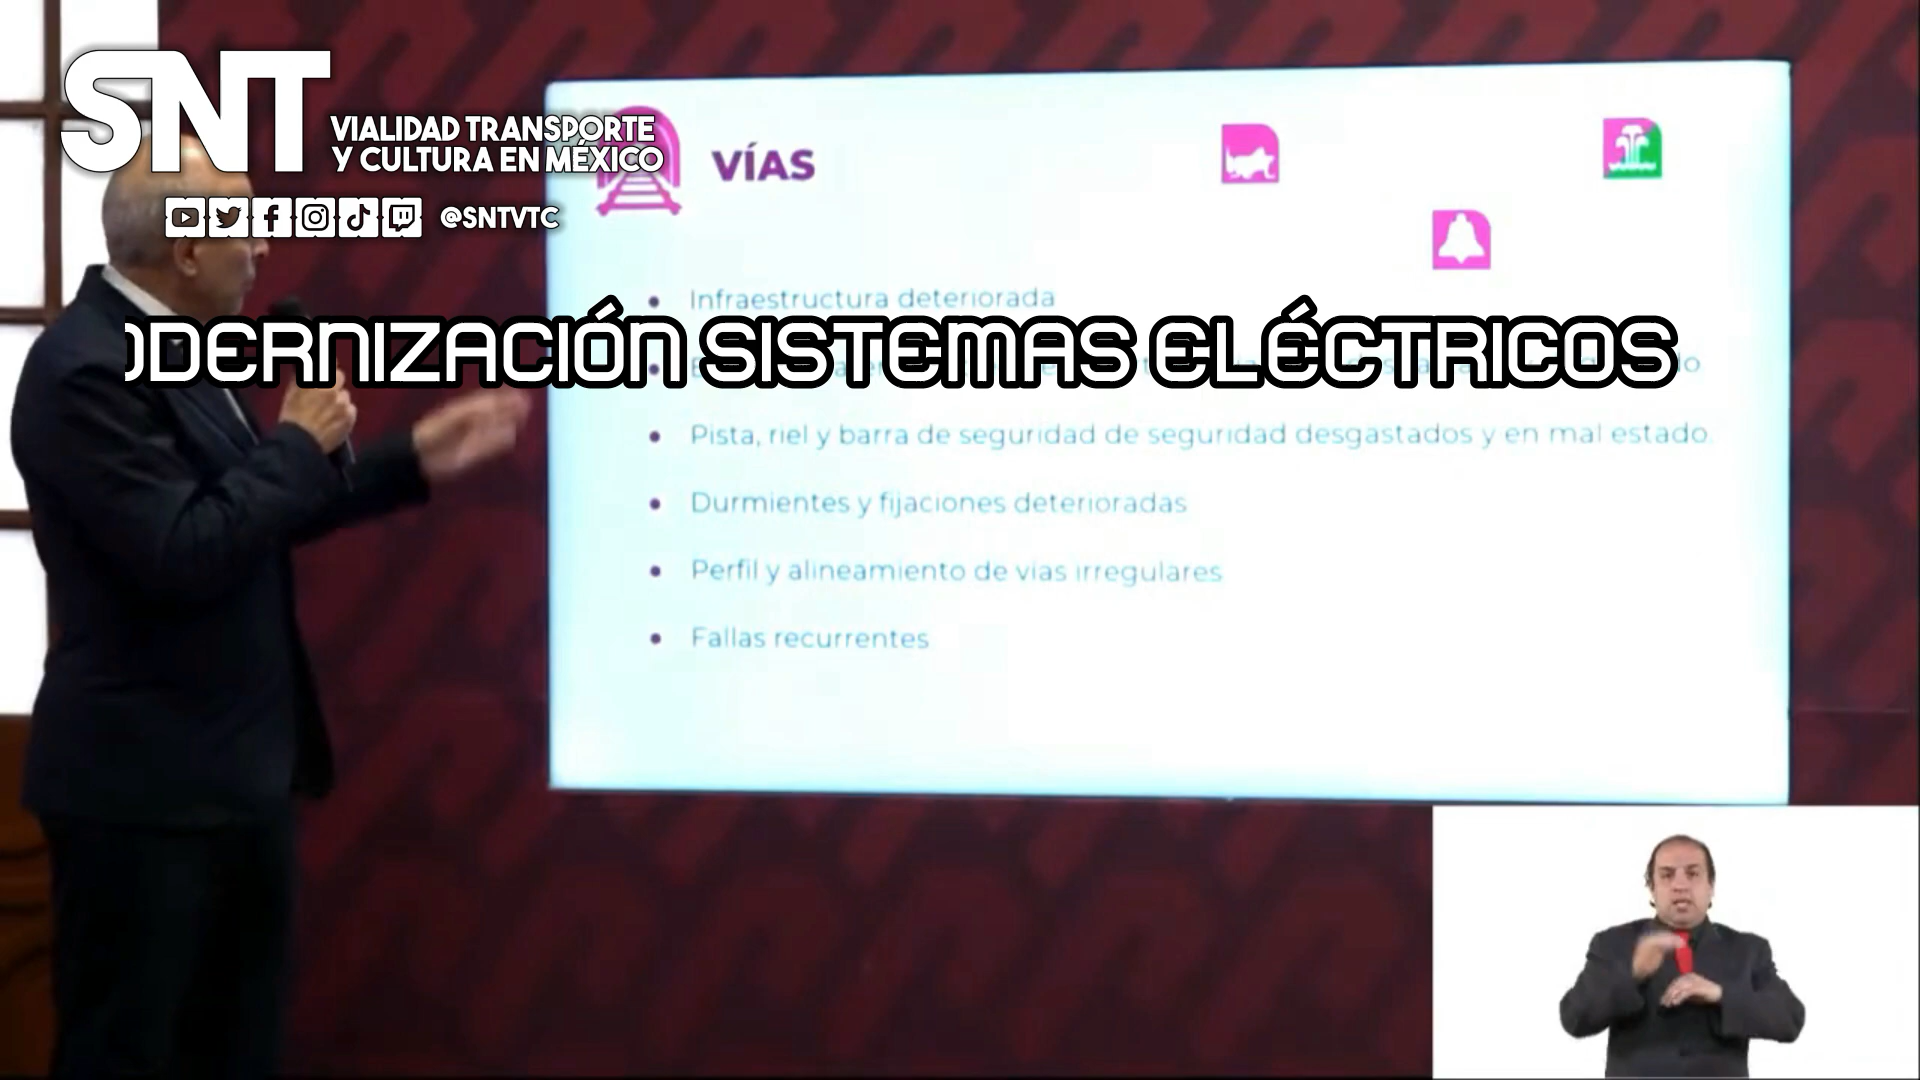 SNT
VIALIDAD TRANSPORTE
Y CULTURA EN MÉXICO
@SNTVTC
VÍAS
• Infraestructura deteriorada
ODERNIZACIÓN SISTEMAS ELÉCTRICOS
• Pista, riel y barra de seguridad de seguridad desgastados y en mal estado.
• Durmientes y fijaciones deterioradas
• Perfil y alineamiento de vías irregulares
• Fallas recurrentes